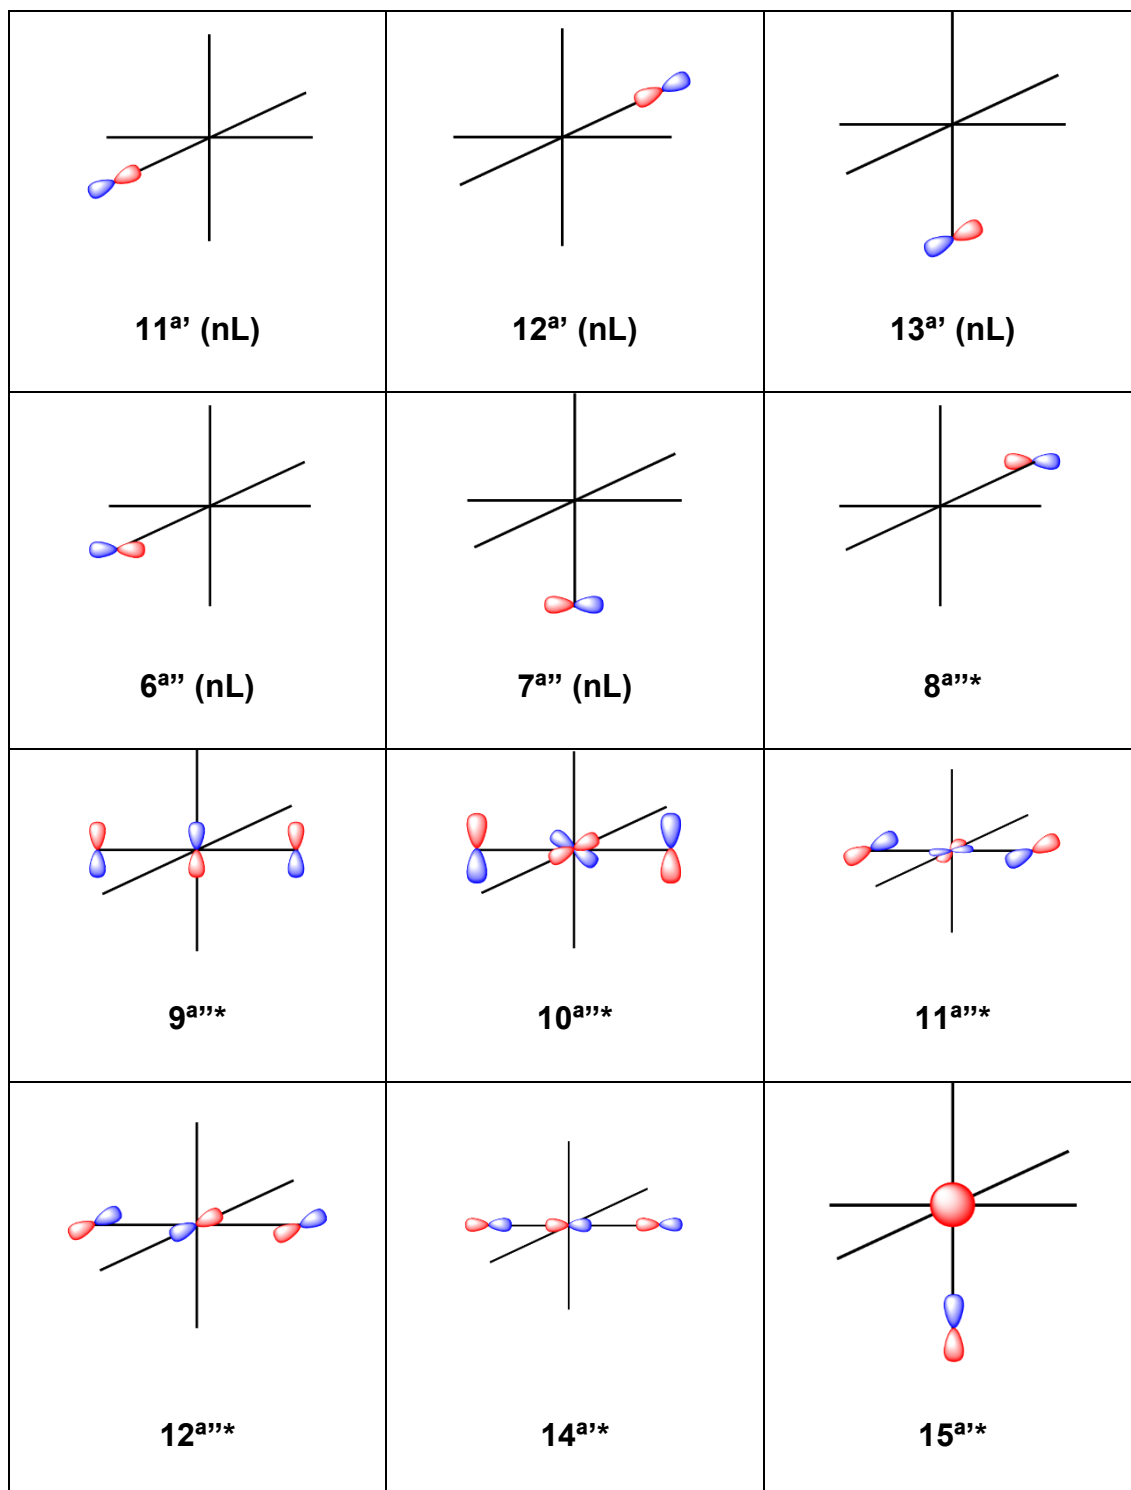 11a’ (nL)
12a’ (nL)
13a’ (nL)
6a’’ (nL)
7a’’ (nL)
8a’’*
9a’’*
10a’’*
11a’’*
12a’’*
14a’*
15a’*